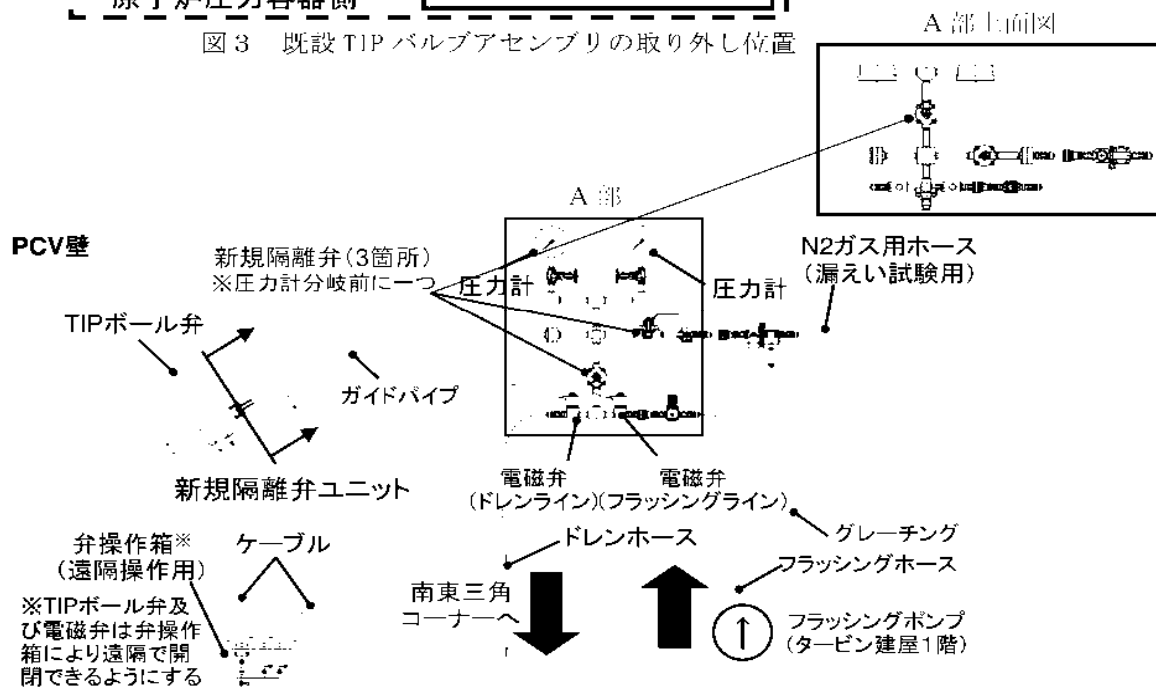 原子炉圧力容器側
図3 既設TIPバルブアセンブリの取り外し位置
A部上面図
A部
PCV壁
新規隔離弁(3箇所)
※圧力計分岐前に一つ
圧力計
圧力計
N2ガス用ホース
(漏えい試験用)
TIPボール弁
ガイドパイプ
新規隔離弁ユニット
電磁弁
(ドレンライン)
電磁弁
(フラッシングライン)
グレーチング
弁操作箱※
(遠隔操作用)
ケーブル
ドレンホース
フラッシングホース
南東三角
コーナーへ
フラッシングポンプ
(タービン建屋1階)
※TIPボール弁及
び電磁弁は弁操作
箱により遠隔で開
閉できるようにする